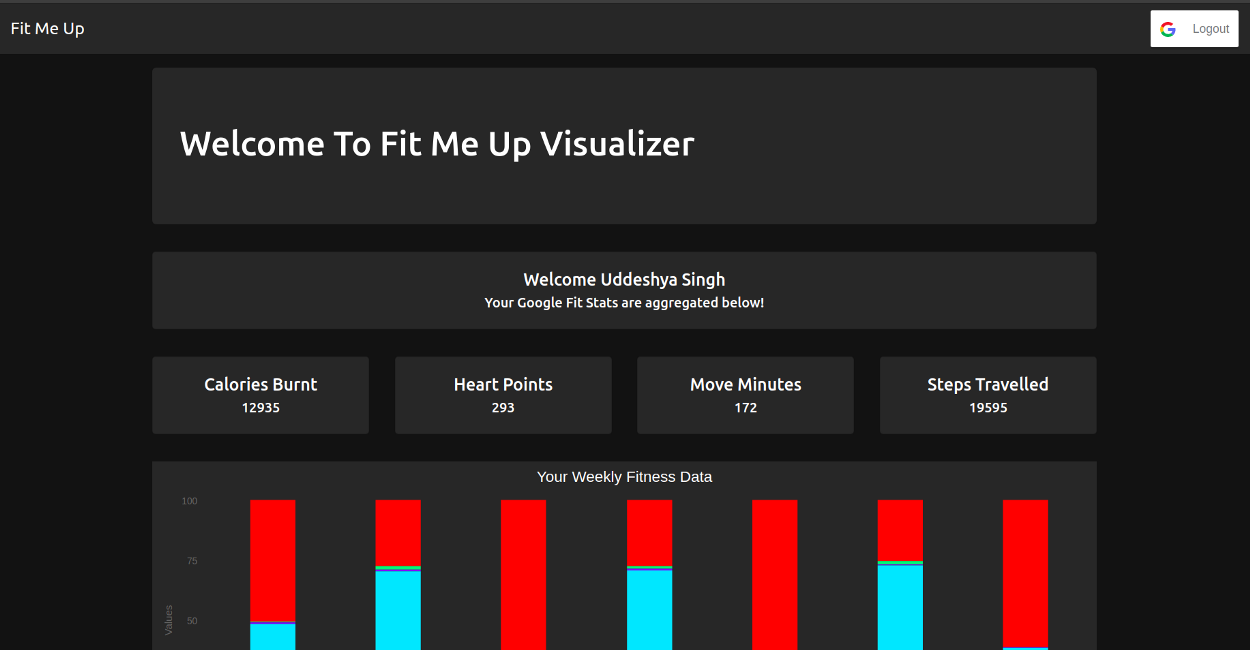 Fit Me Up
Logout
Welcome To Fit Me Up Visualizer
Welcome Uddeshya Singh
Your Google Fit Stats are aggregated below!
Calories Burnt
12935
Heart Points
293
Move Minutes
172
Steps Travelled
19595
Your Weekly Fitness Data
100
75
50
Values